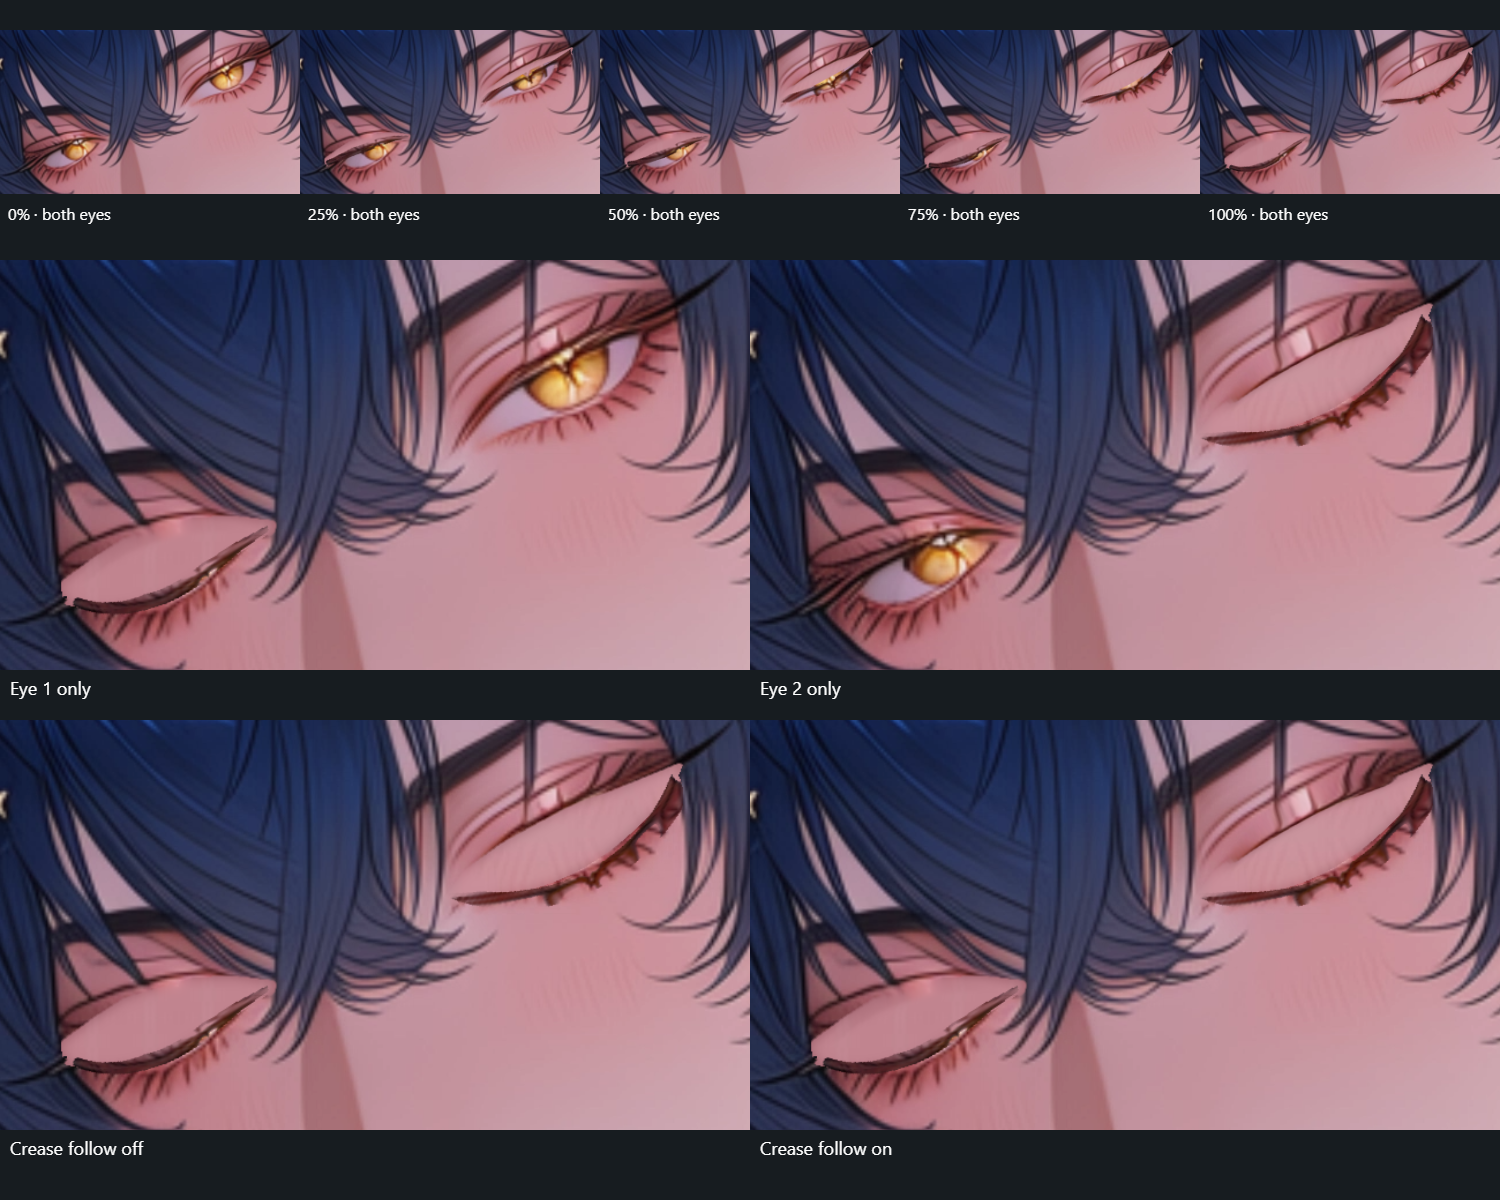 0% · both eyes
25% · both eyes
50% · both eyes
75% · both eyes
100% · both eyes
Eye 1 only
Eye 2 only
Crease follow off
Crease follow on